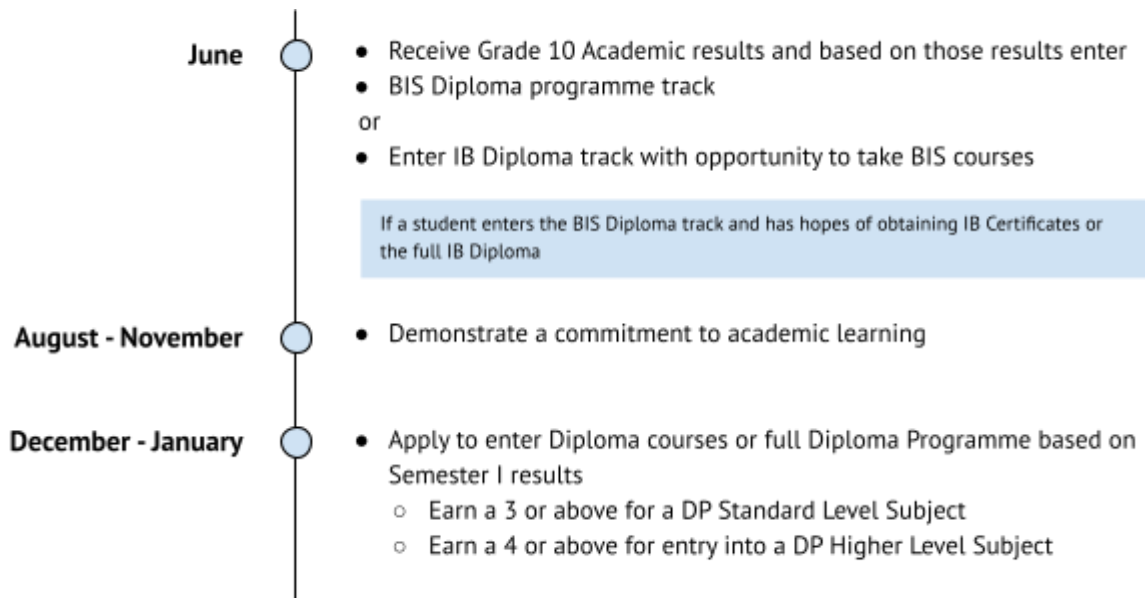 June
● Receive Grade 10 Academic results and based on those results enter
● BIS Diploma programme track
or
● Enter IB Diploma track with opportunity to take BIS courses
If a student enters the BIS Diploma track and has hopes of obtaining IB Certificates or
the full IB Diploma
August - November
● Demonstrate a commitment to academic learning
December - January
● Apply to enter Diploma courses or full Diploma Programme based on
Semester I results
○ Earn a 3 or above for a DP Standard Level Subject
○ Earn a 4 or above for entry into a DP Higher Level Subject